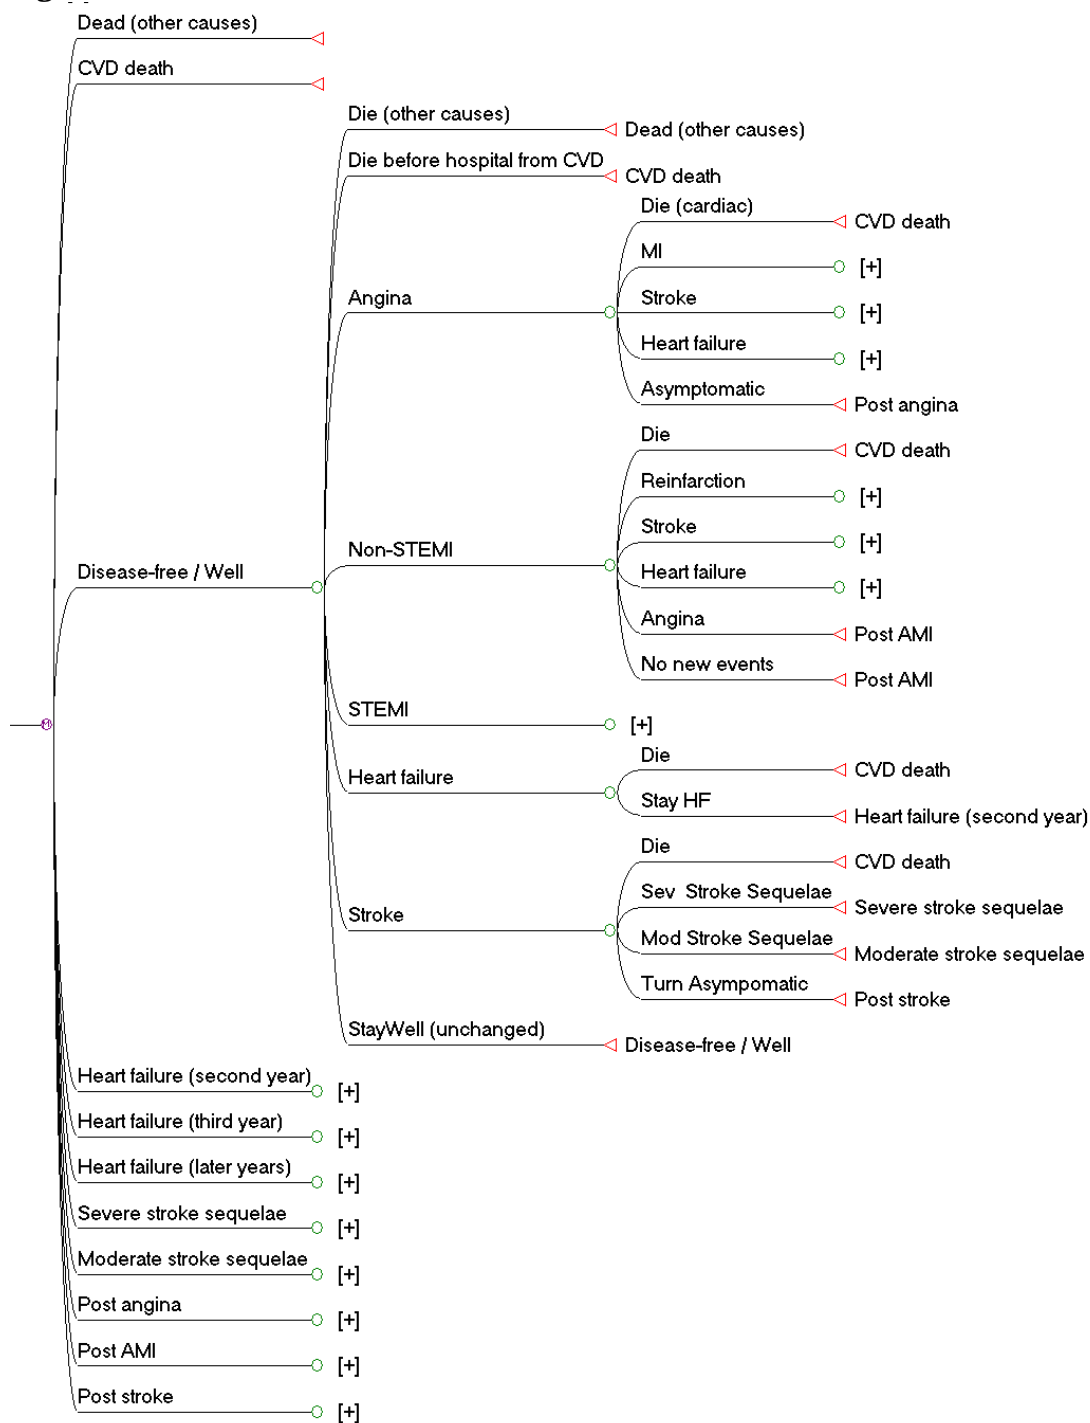 Dead (other causes)
CVD death
Die (other causes)
Dead (other causes)
Die before hospital from CVD
CVD death
Die (cardiac)
CVD death
MI
[+]
Angina
Stroke
[+]
Heart failure
[+]
Asymptomatic
Post angina
Die
CVD death
Reinfarction
[+]
Stroke
[+]
Non-STEMI
Heart failure
[+]
Disease-free / Well
Angina
Post AMI
No new events
Post AMI
STEMI
[+]
M
Die
CVD death
Heart failure
Stay HF
Heart failure (second year)
Die
CVD death
Sev Stroke Sequelae
Severe stroke sequelae
Stroke
Mod Stroke Sequelae
Moderate stroke sequelae
Turn Asympomatic
Post stroke
StayWell (unchanged)
Disease-free / Well
Heart failure (second year)
[+]
Heart failure (third year)
[+]
Heart failure (later years)
[+]
Severe stroke sequelae
[+]
Moderate stroke sequelae
[+]
Post angina
[+]
Post AMI
[+]
Post stroke
[+]